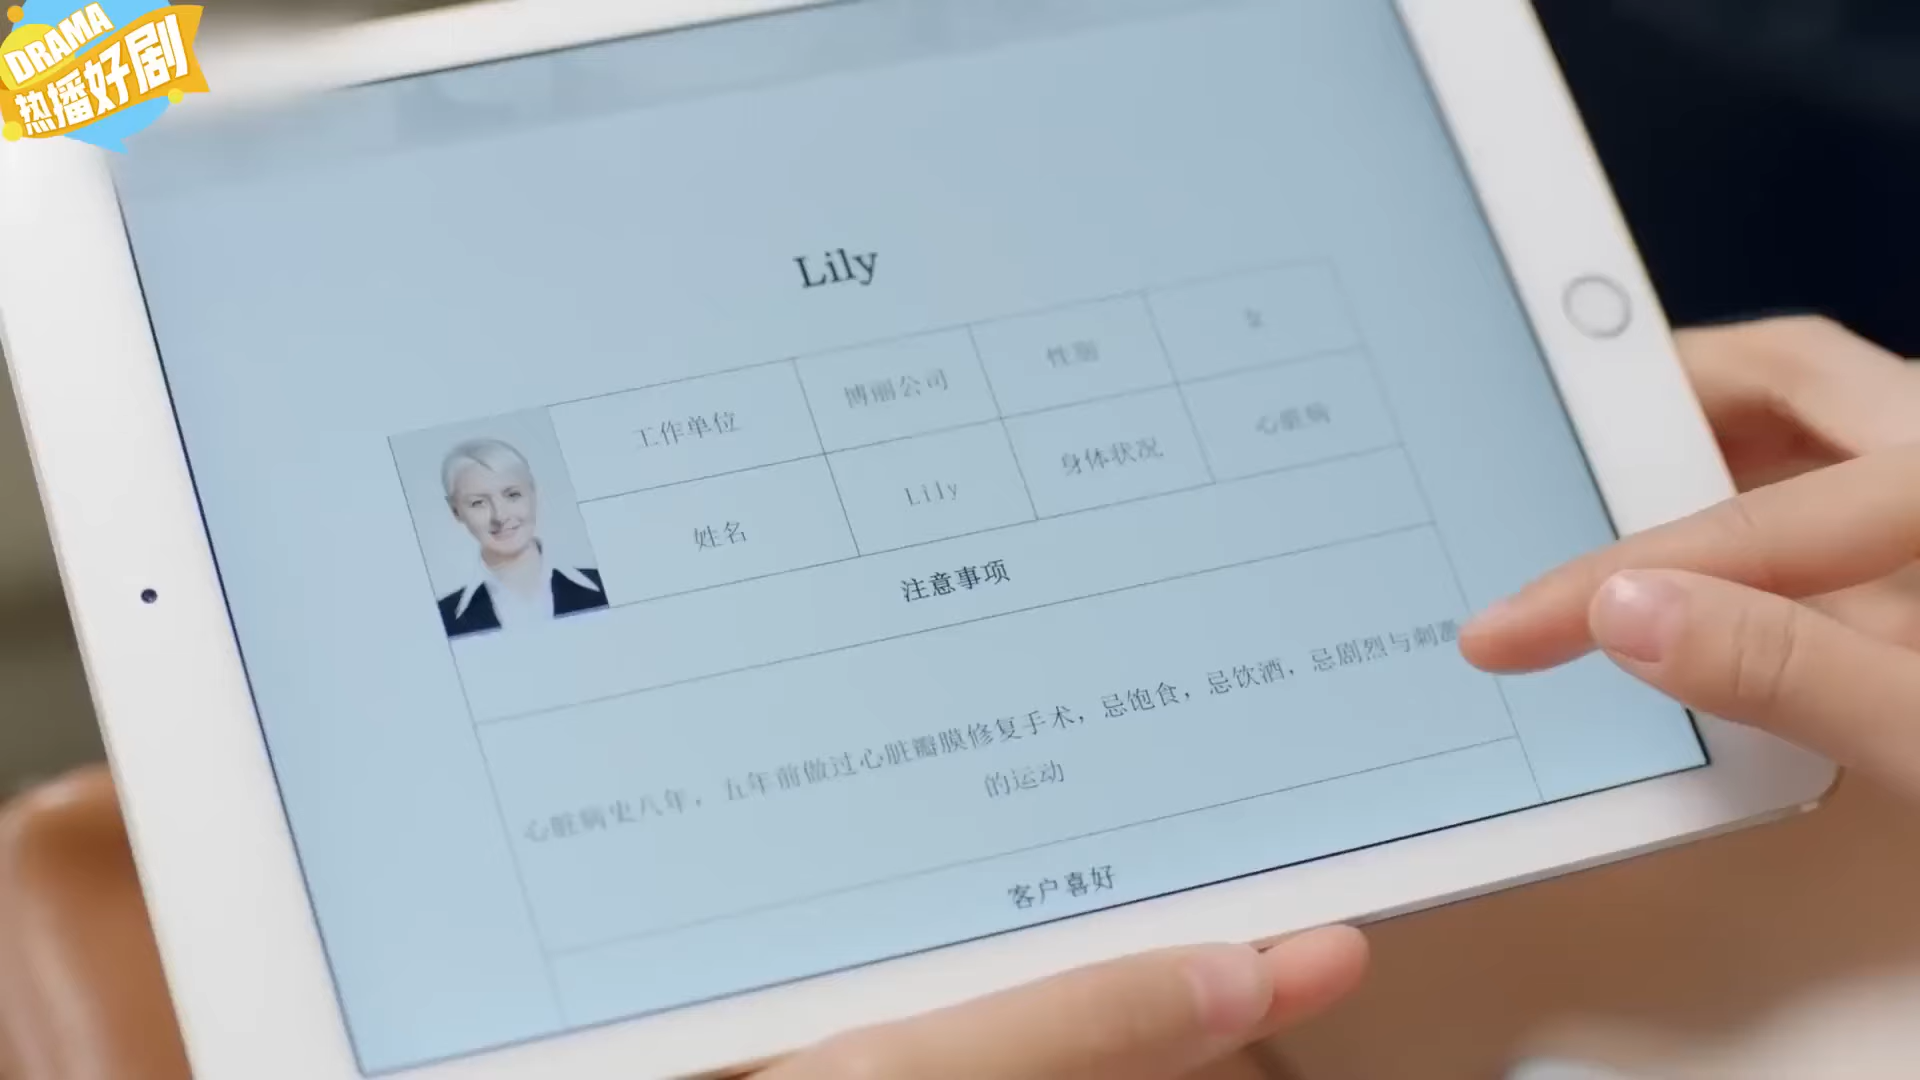 DRAMA
热播好剧
Lily
工作单位 博丽公司 性别 女
姓名 Lily 身体状况 心脏病
注意事项
心脏病史八年，五年前做过心脏瓣膜修复手术，忌饱食，忌饮酒，忌剧烈与刺激
的运动
客户喜好